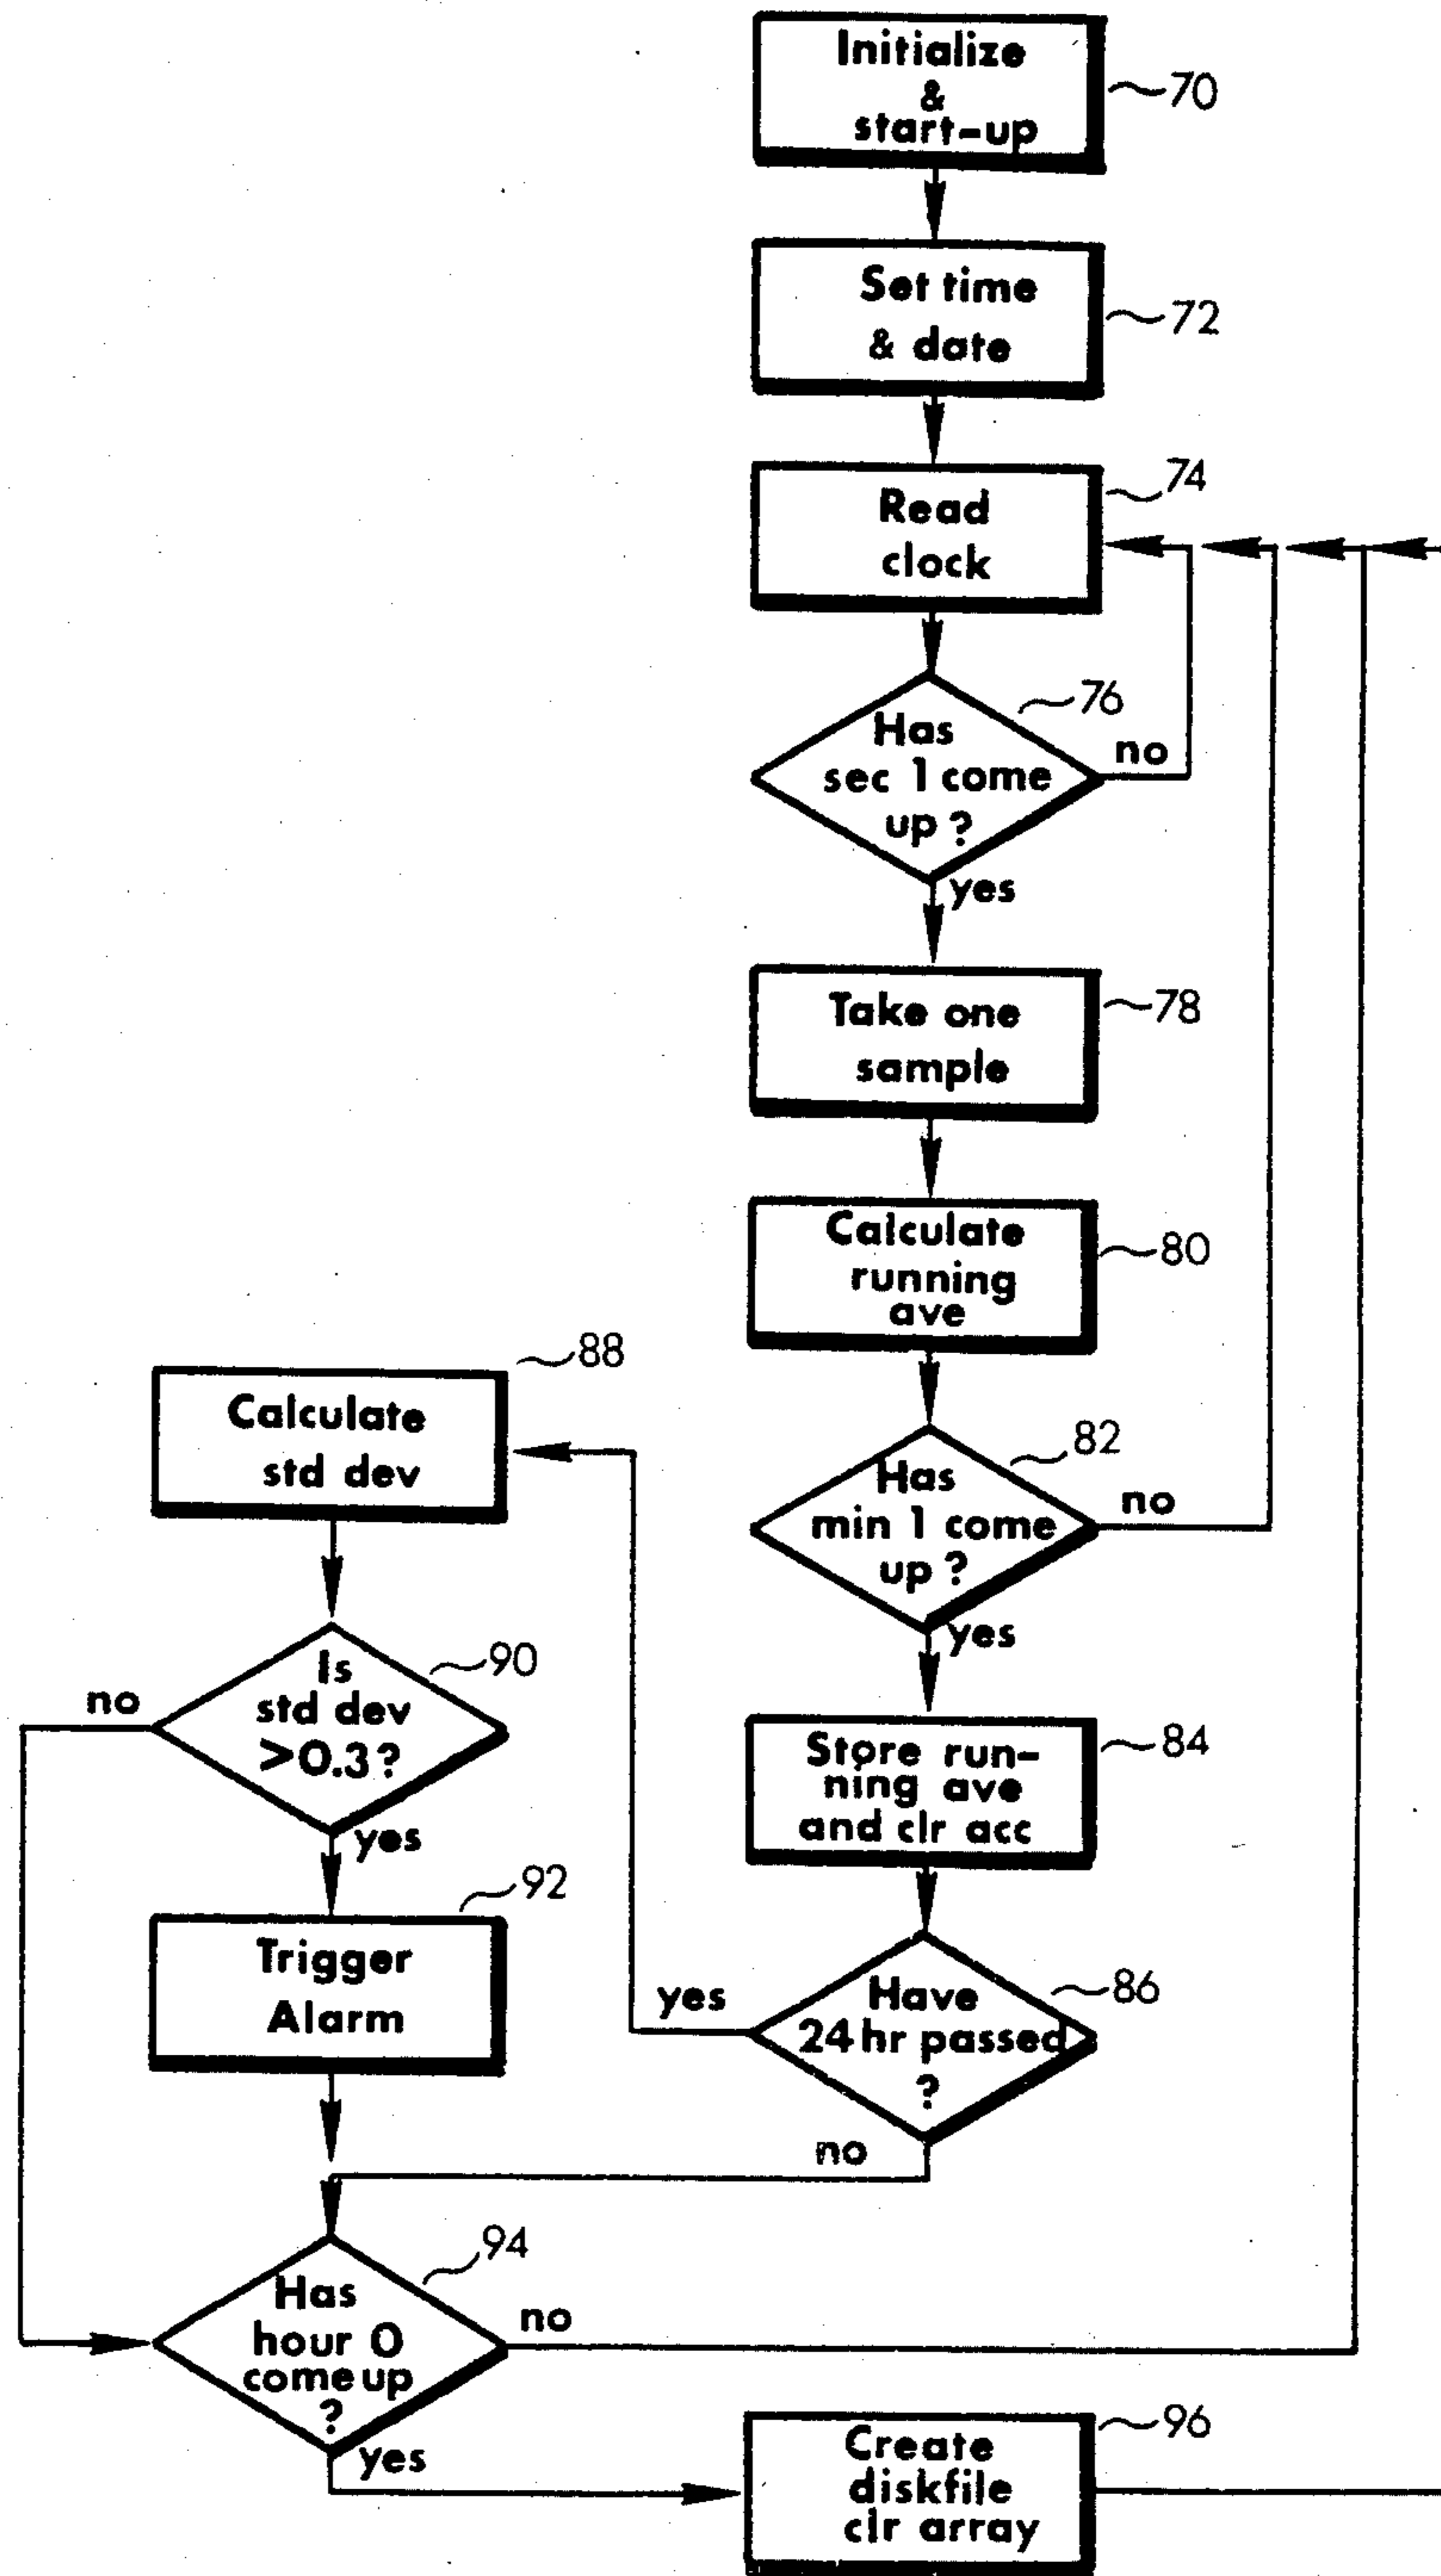 Initialize
&
start-up
70
Set time
& date
72
Read
clock
74
Has
sec 1 come
up ?
76
no
yes
Take one
sample
78
Calculate
running
ave
80
Has
min 1 come
up ?
82
no
yes
Store run-
ning ave
and clr acc
84
Have
24 hr passed
?
86
yes
no
Calculate
std dev
88
Is
std dev
>0.3?
90
no
yes
Trigger
Alarm
92
Has
hour 0
come up
?
94
no
yes
Create
diskfile
clr array
96